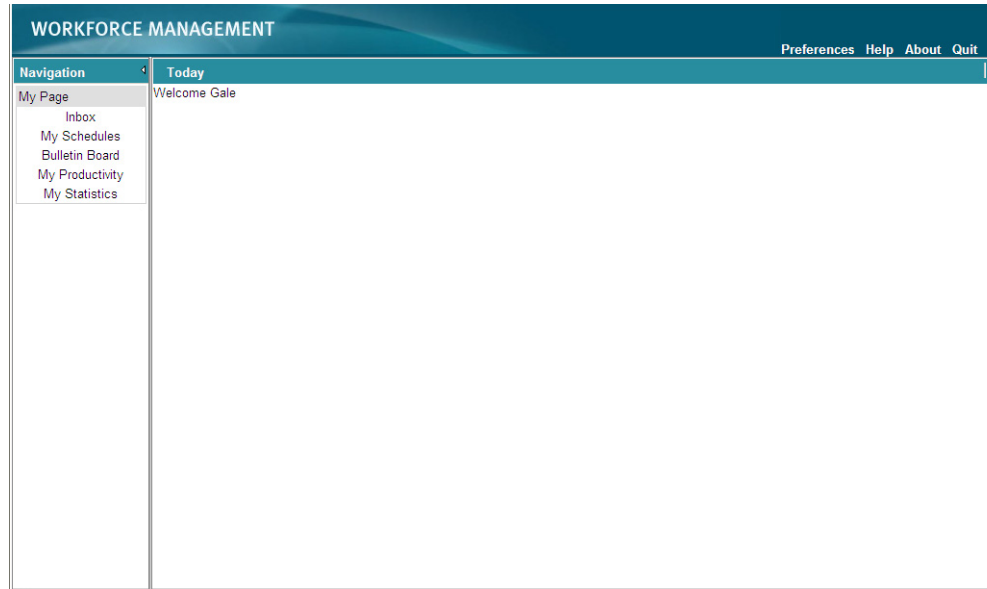 WORKFORCE MANAGEMENT
Preferences Help About Quit
Navigation
Today
My Page
Welcome Gale
Inbox
My Schedules
Bulletin Board
My Productivity
My Statistics